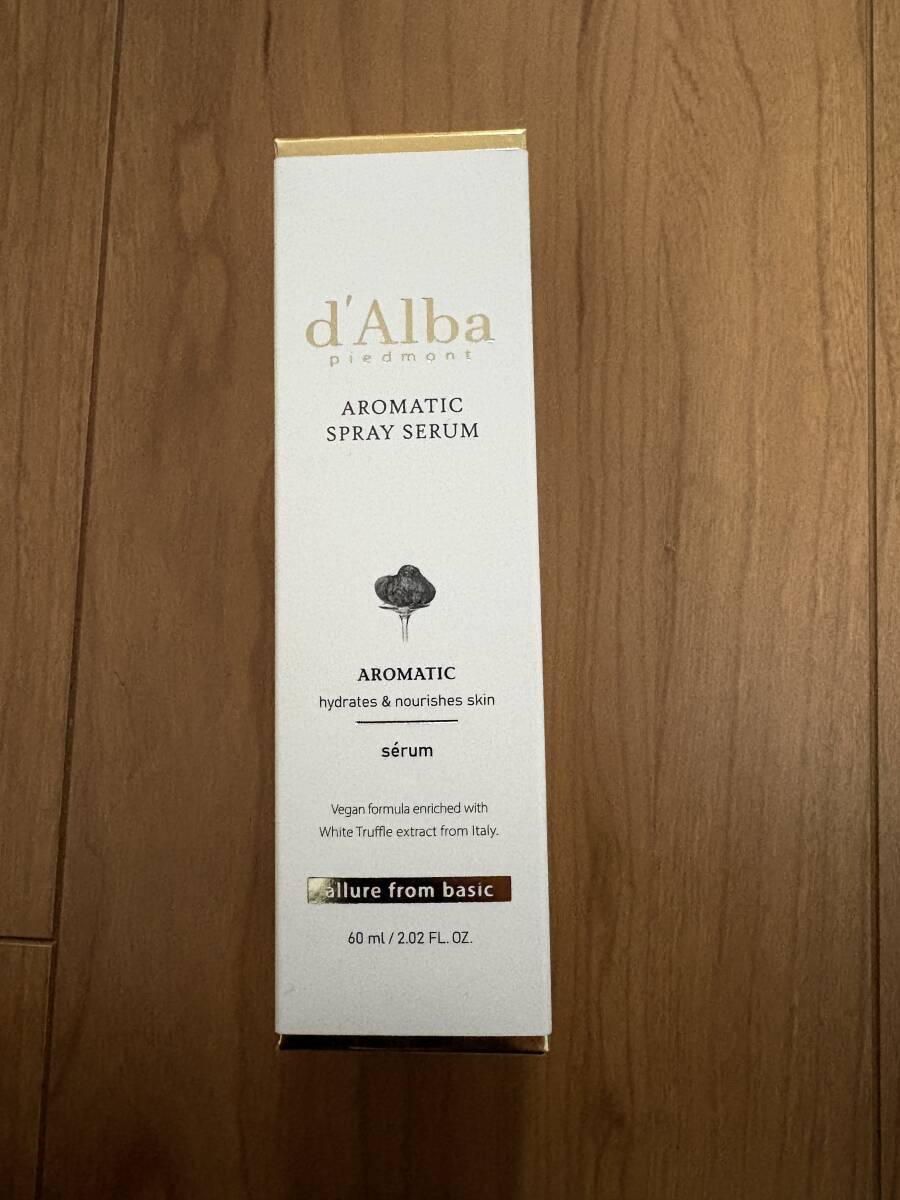 d'Alba
piedmont
AROMATIC
SPRAY SERUM
AROMATIC
hydrates & nourishes skin
sérum
Vegan formula enriched with
White Truffle extract from Italy.
allure from basic
60 ml / 2.02 FL. OZ.